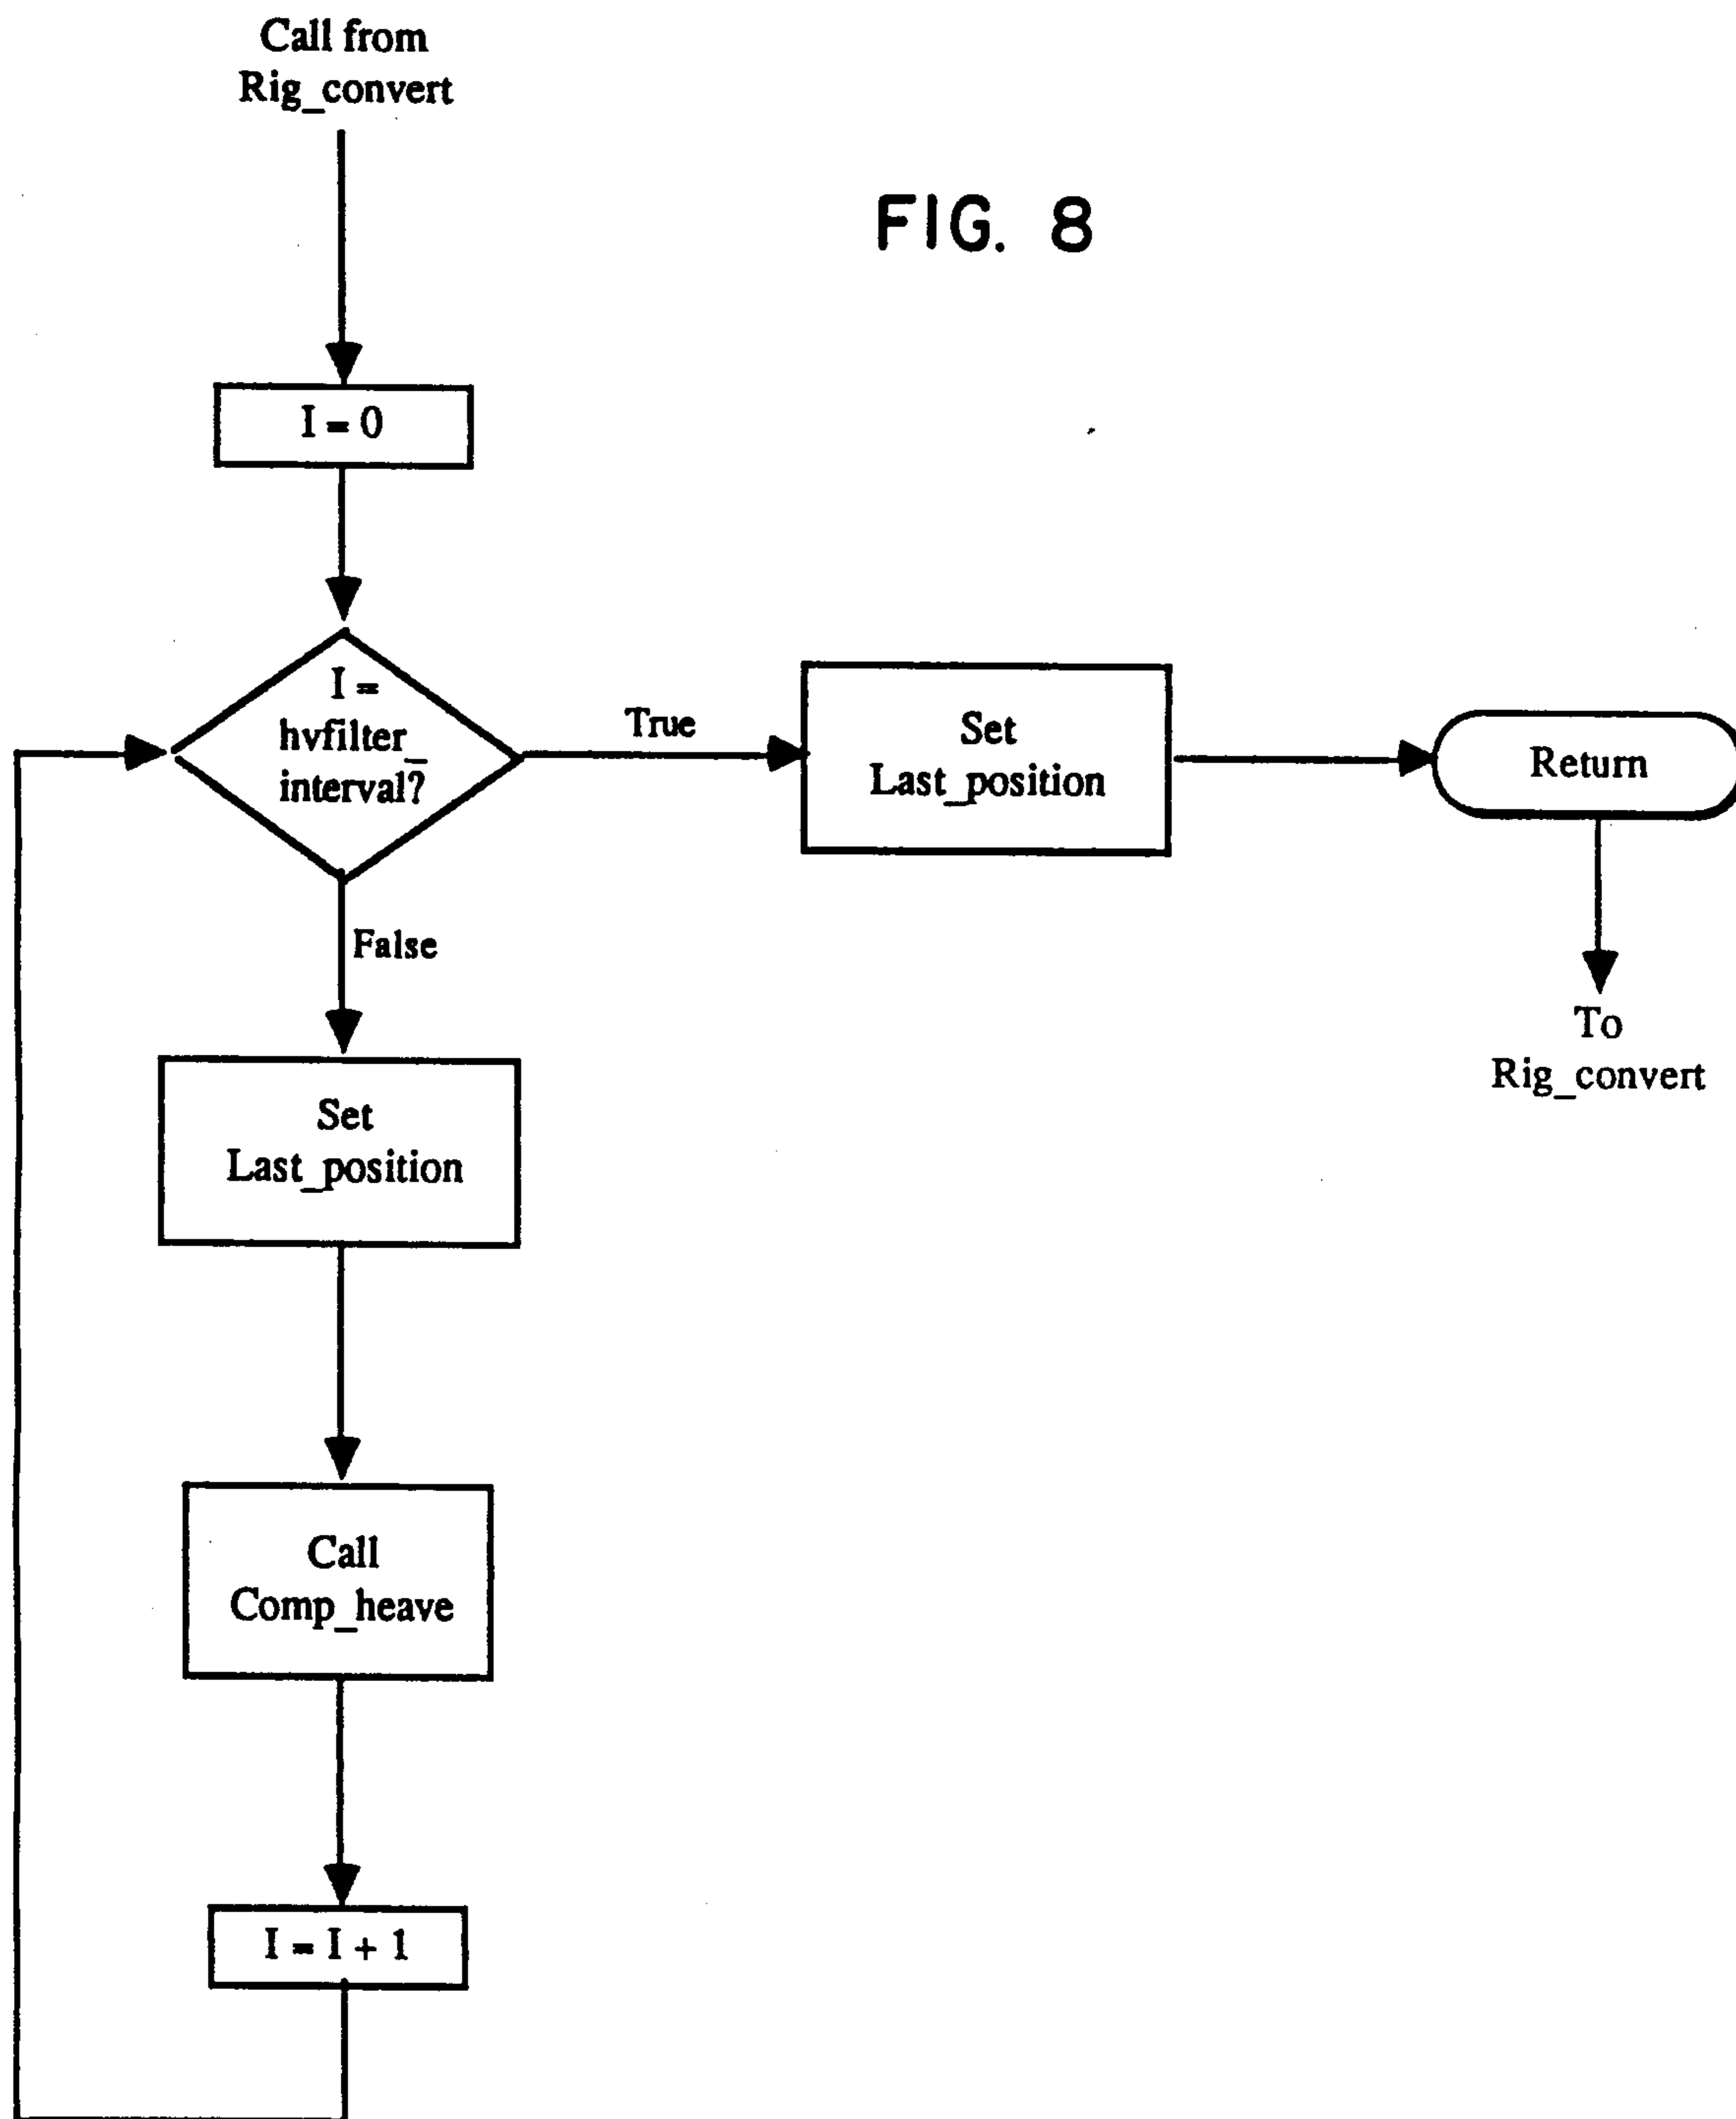 Call from
Rig_convert
FIG. 8
I = 0
I =
hvfilter_
interval?
True
Set
Last_position
Return
False
To
Rig_convert
Set
Last_position
Call
Comp_heave
I = I + 1